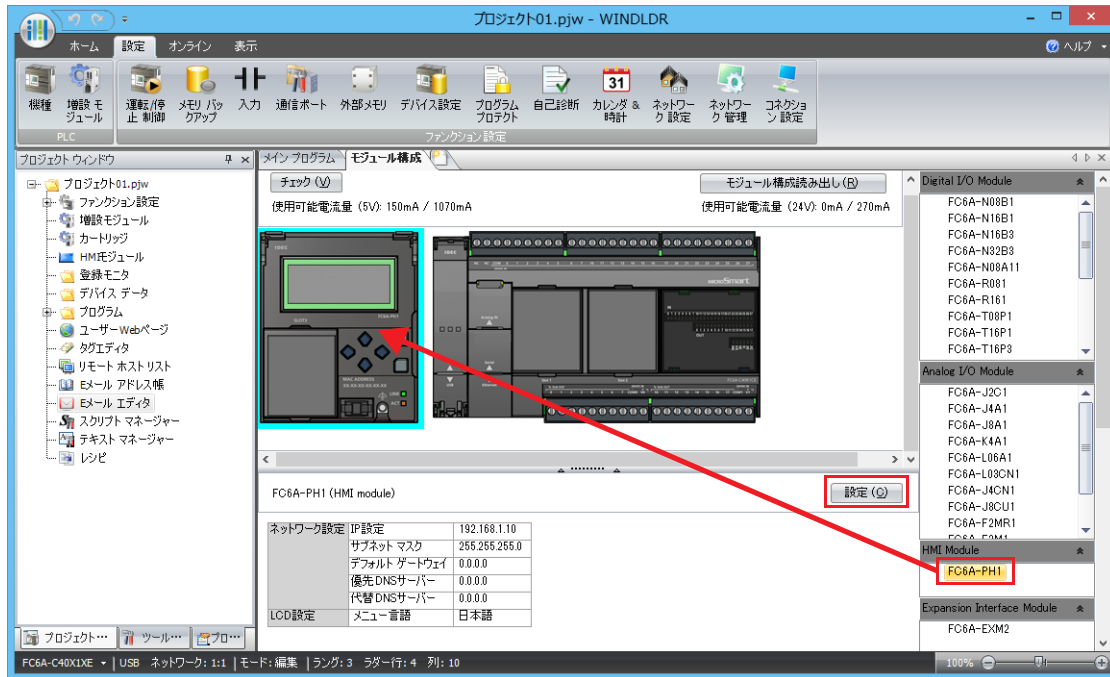 プロジェクト01.pjw - WINDLDR
ホーム 設定 オンライン 表示 ヘルプ
機種 増設モジュール 運転/停止 制御 メモリ バックアップ 入力 通信ポート 外部メモリ デバイス設定 プログラム プロテクト 自己診断 カレンダ & 時計 ネットワーク 設定 ネットワーク 管理 コネクション 設定
PLC ファンクション設定
プロジェクト ウィンドウ
プロジェクト01.pjw
ファンクション設定
増設モジュール
カートリッジ
HMIモジュール
登録モニタ
デバイス データ
プログラム
ユーザーWebページ
タグエディタ
リモート ホスト リスト
Eメール アドレス帳
Eメール エディタ
スクリプト マネージャー
テキスト マネージャー
レシピ
プロジェクト… ツール… プロ…
メイン プログラム モジュール構成
チェック (V) モジュール構成読み出し(R)
使用可能電流量 (5V): 150mA / 1070mA 使用可能電流量 (24V): 0mA / 270mA
FC6A-PH1
MAC ADDRESS
FC6A-PH1 (HMI module) 設定 (C)
ネットワーク設定 IP設定 192.168.1.10
サブネット マスク 255.255.255.0
デフォルト ゲートウェイ 0.0.0.0
優先DNSサーバー 0.0.0.0
代替DNSサーバー 0.0.0.0
LCD設定 メニュー言語 日本語
Digital I/O Module
FC6A-N08B1
FC6A-N16B1
FC6A-N16B3
FC6A-N32B3
FC6A-N08A11
FC6A-R081
FC6A-R161
FC6A-T08P1
FC6A-T16P1
FC6A-T16P3
Analog I/O Module
FC6A-J2C1
FC6A-J4A1
FC6A-J8A1
FC6A-K4A1
FC6A-L06A1
FC6A-L03CN1
FC6A-J4CN1
FC6A-J8CU1
FC6A-F2MR1
FC6A-F2M1
HMI Module
FC6A-PH1
Expansion Interface Module
FC6A-EXM2
FC6A-C40X1XE USB ネットワーク: 1:1 モード: 編集 ラング: 3 ラダー行: 4 列: 10 100%